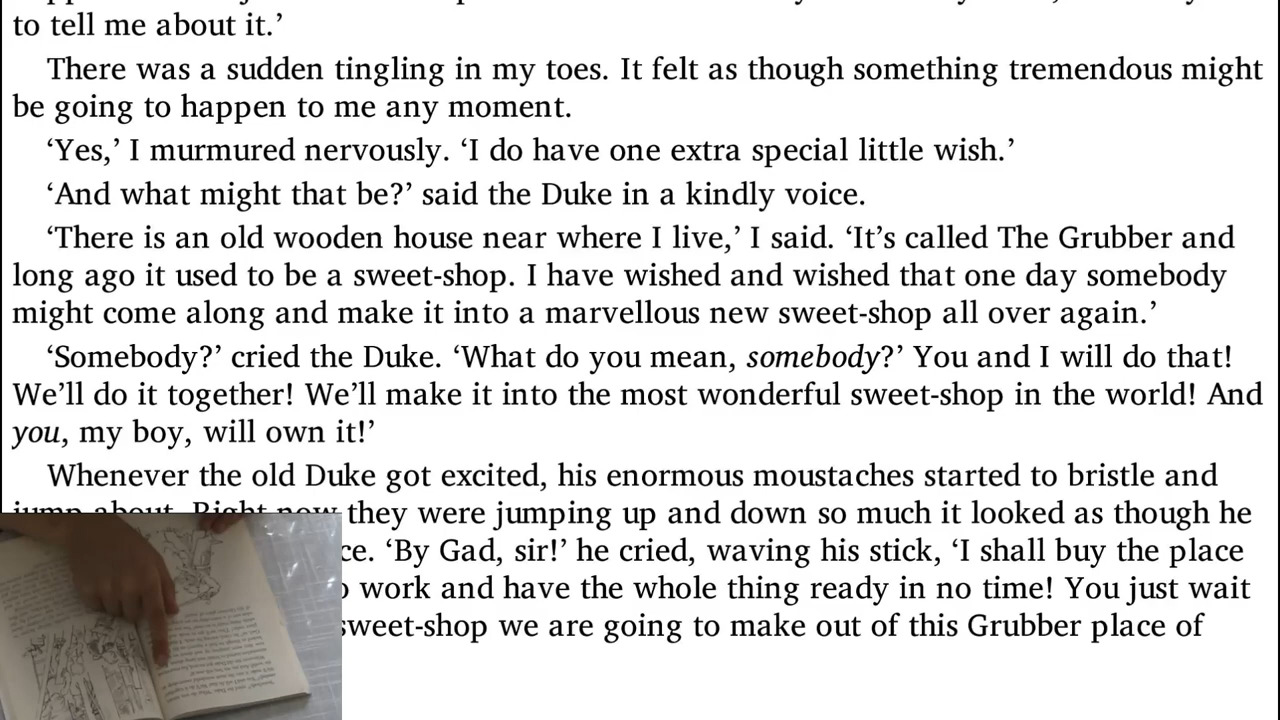 to tell me about it.’
There was a sudden tingling in my toes. It felt as though something tremendous might
be going to happen to me any moment.
‘Yes,’ I murmured nervously. ‘I do have one extra special little wish.’
‘And what might that be?’ said the Duke in a kindly voice.
‘There is an old wooden house near where I live,’ I said. ‘It’s called The Grubber and
long ago it used to be a sweet-shop. I have wished and wished that one day somebody
might come along and make it into a marvellous new sweet-shop all over again.’
‘Somebody?’ cried the Duke. ‘What do you mean, somebody?’ You and I will do that!
We’ll do it together! We’ll make it into the most wonderful sweet-shop in the world! And
you, my boy, will own it!’
Whenever the old Duke got excited, his enormous moustaches started to bristle and
jump about. Right now they were jumping up and down so much it looked as though he
ce. ‘By Gad, sir!’ he cried, waving his stick, ‘I shall buy the place
work and have the whole thing ready in no time! You just wait
sweet-shop we are going to make out of this Grubber place of